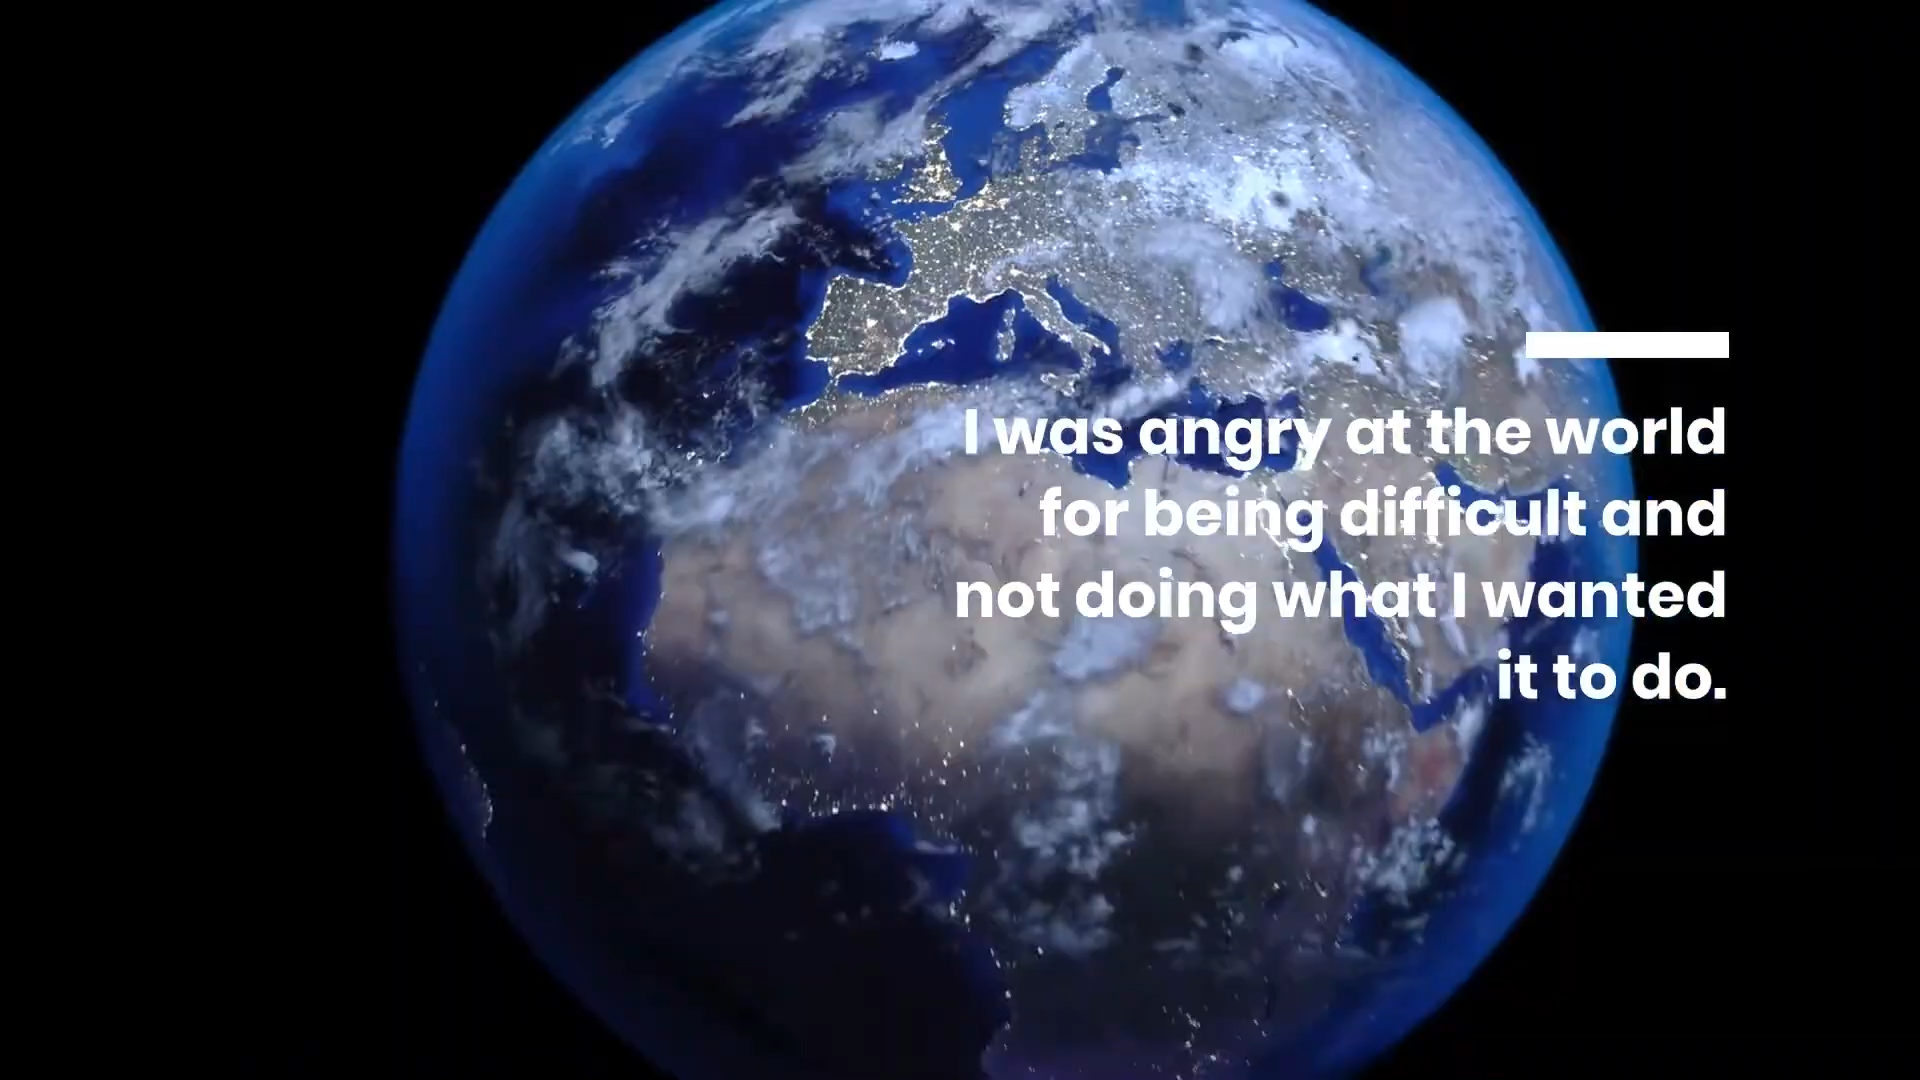 I was angry at the world
for being difficult and
not doing what I wanted
it to do.